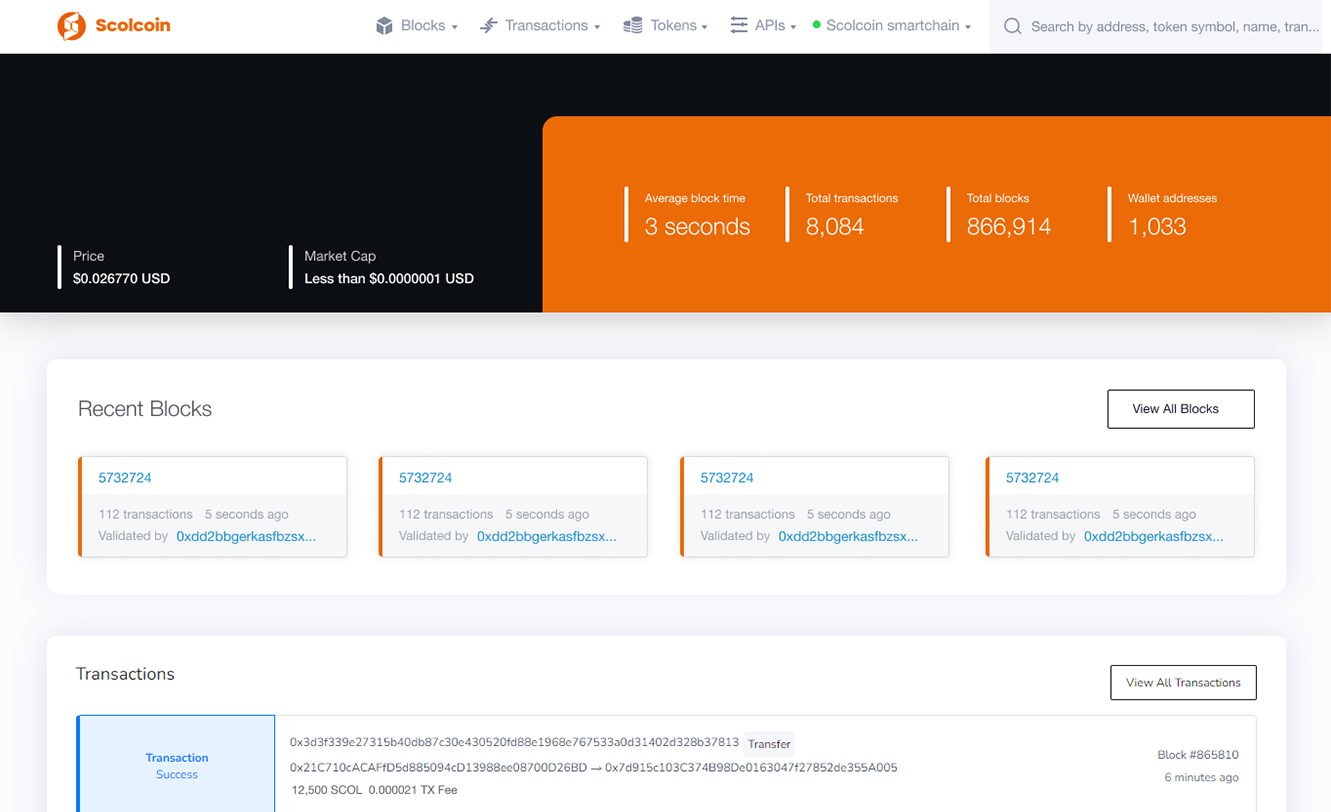 Scolcoin
Blocks
Transactions
Tokens
APIs
Scolcoin smartchain
Search by address, token symbol, name, tran...
Average block time
3 seconds
Total transactions
8,084
Total blocks
866,914
Wallet addresses
1,033
Price
$0.026770 USD
Market Cap
Less than $0.0000001 USD
Recent Blocks
View All Blocks
5732724
112 transactions 5 seconds ago
Validated by 0xdd2bbgerkasfbzsx...
5732724
112 transactions 5 seconds ago
Validated by 0xdd2bbgerkasfbzsx...
5732724
112 transactions 5 seconds ago
Validated by 0xdd2bbgerkasfbzsx...
5732724
112 transactions 5 seconds ago
Validated by 0xdd2bbgerkasfbzsx...
Transactions
View All Transactions
Transaction
Success
0x3d3f339e27315b40db87c30e430520fd88e1968e767533a0d31402d328b37813 Transfer
0x21C710cACAFfD5d885094cD13988ee08700D26BD → 0x7d915c103C374B98De0163047f27852de355A005
12,500 SCOL 0.000021 TX Fee
Block #865810
6 minutes ago